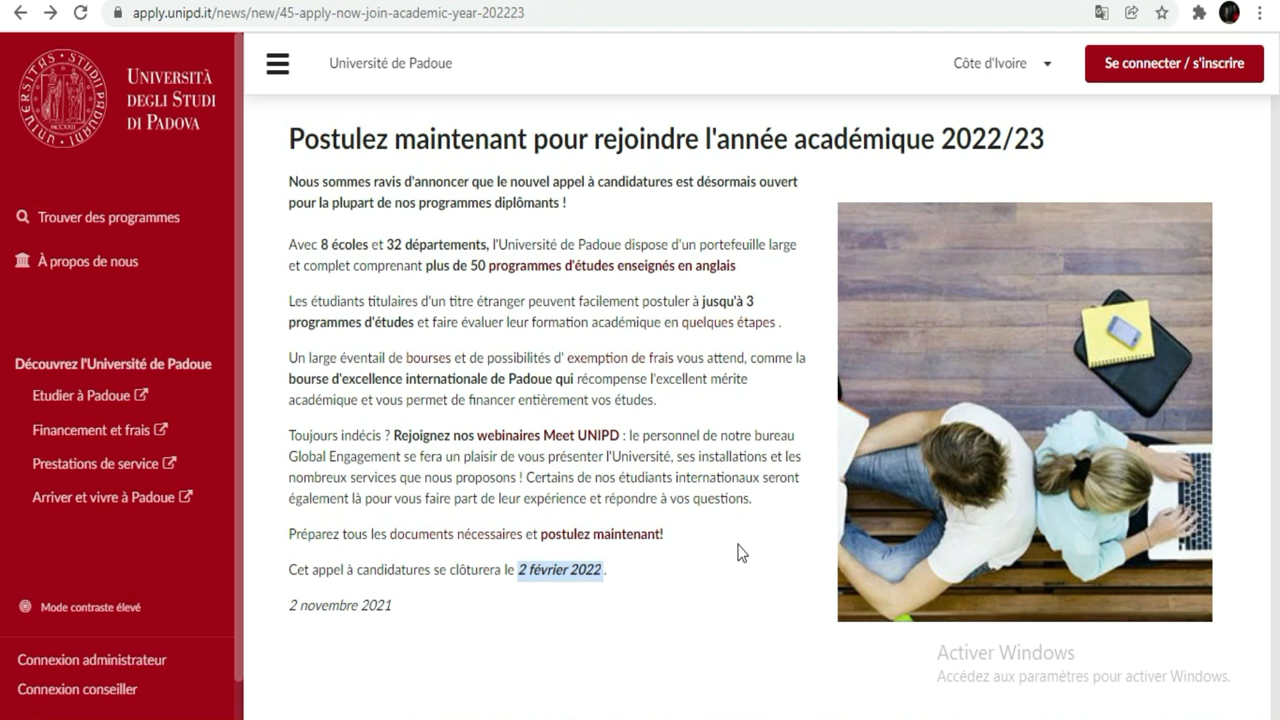 apply.unipd.it/news/new/45-apply-now-join-academic-year-202223
UNIVERSITÀ
DEGLI STUDI
DI PADOVA
Université de Padoue
Côte d'Ivoire
Se connecter / s'inscrire
Trouver des programmes
À propos de nous
Découvrez l'Université de Padoue
Etudier à Padoue
Financement et frais
Prestations de service
Arriver et vivre à Padoue
Mode contraste élevé
Connexion administrateur
Connexion conseiller
Postulez maintenant pour rejoindre l'année académique 2022/23
Nous sommes ravis d'annoncer que le nouvel appel à candidatures est désormais ouvert
pour la plupart de nos programmes diplômants !
Avec 8 écoles et 32 départements, l'Université de Padoue dispose d'un portefeuille large
et complet comprenant plus de 50 programmes d'études enseignés en anglais
Les étudiants titulaires d'un titre étranger peuvent facilement postuler à jusqu'à 3
programmes d'études et faire évaluer leur formation académique en quelques étapes .
Un large éventail de bourses et de possibilités d' exemption de frais vous attend, comme la
bourse d'excellence internationale de Padoue qui récompense l'excellent mérite
académique et vous permet de financer entièrement vos études.
Toujours indécis ? Rejoignez nos webinaires Meet UNIPD : le personnel de notre bureau
Global Engagement se fera un plaisir de vous présenter l'Université, ses installations et les
nombreux services que nous proposons ! Certains de nos étudiants internationaux seront
également là pour vous faire part de leur expérience et répondre à vos questions.
Préparez tous les documents nécessaires et postulez maintenant!
Cet appel à candidatures se clôturera le 2 février 2022 .
2 novembre 2021
Activer Windows
Accédez aux paramètres pour activer Windows.